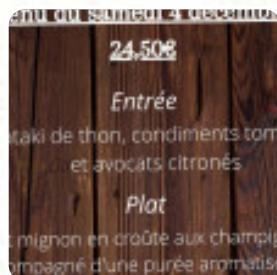 enu du samedi 4 décemb
24,50€
Entrée
taki de thon, condiments tom
et avocats citronés
Plat
mignon en croûte aux champig
ompagné d'une purée aromatis